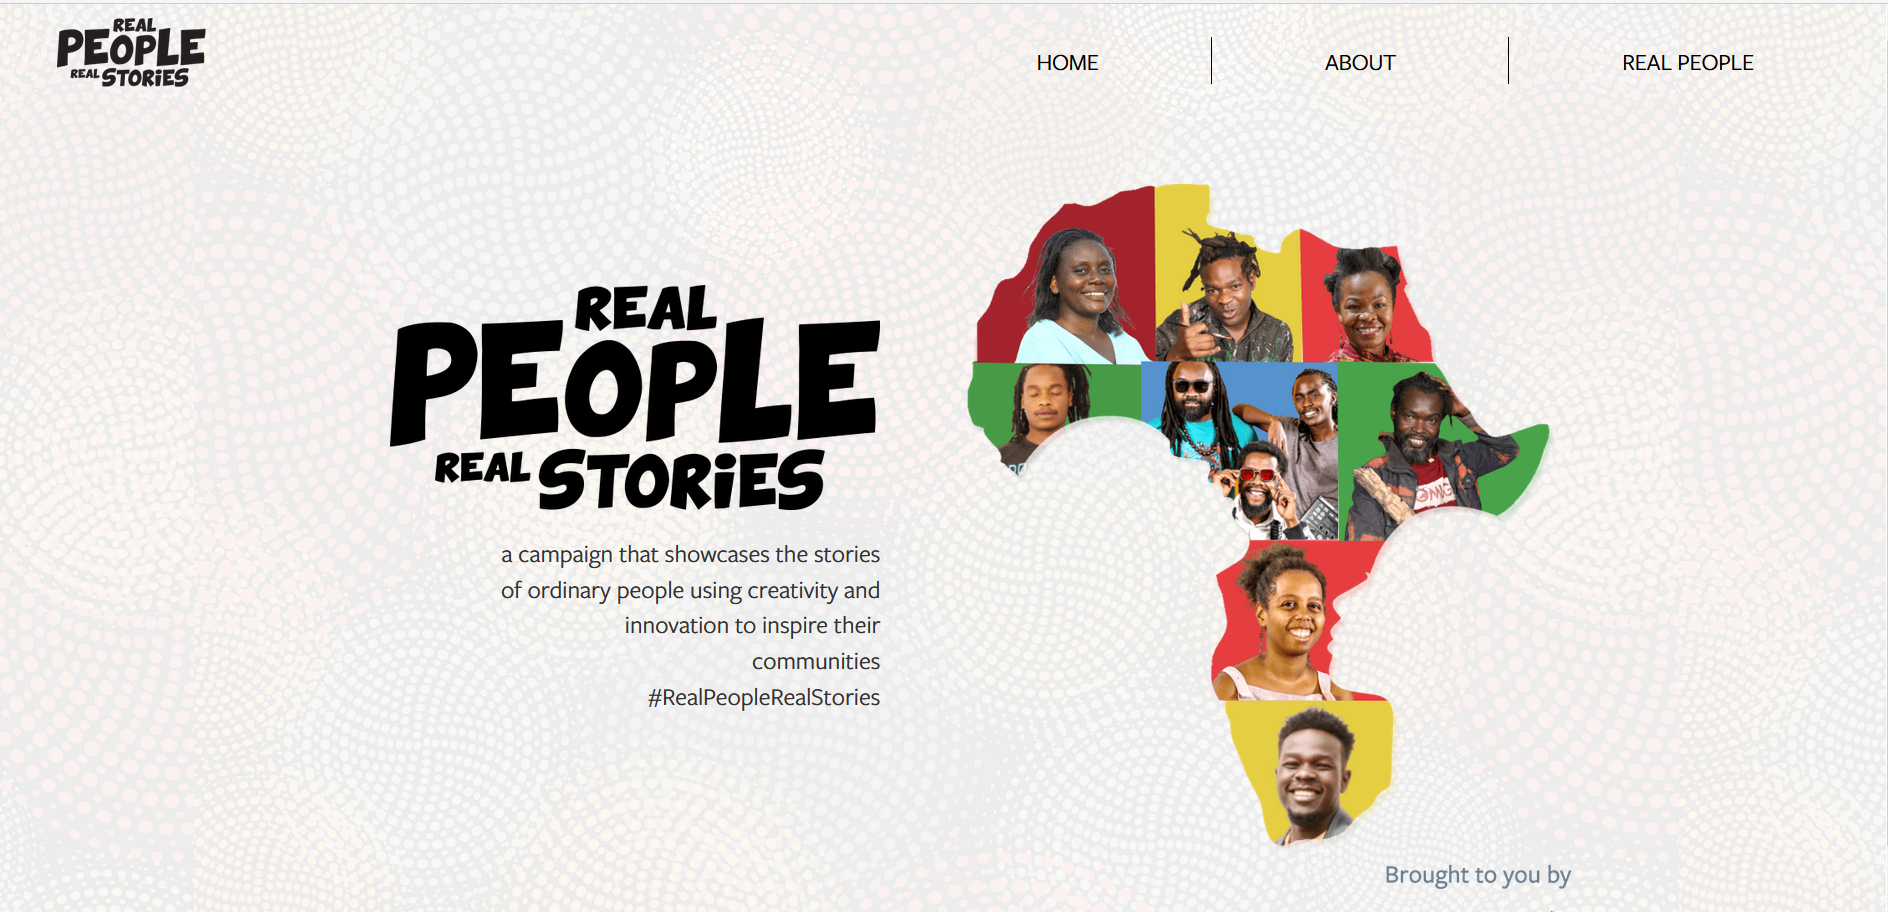 REAL
PEOPLE
REAL STORiES
HOME
ABOUT
REAL PEOPLE
REAL
PEOPLE
REAL STORiES
a campaign that showcases the stories
of ordinary people using creativity and
innovation to inspire their
communities
#RealPeopleRealStories
OMG
Brought to you by